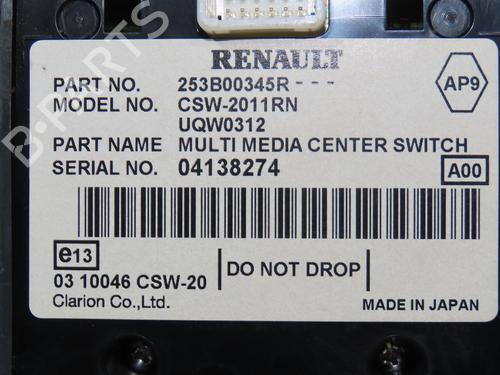 RENAULT
PART NO. 253B00345R - - -
AP9
MODEL NO. CSW-2011RN
UQW0312
PART NAME MULTI MEDIA CENTER SWITCH
SERIAL NO. 04138274
A00
e13
03 10046 CSW-20
DO NOT DROP
Clarion Co.,Ltd.
MADE IN JAPAN
B-PARTS